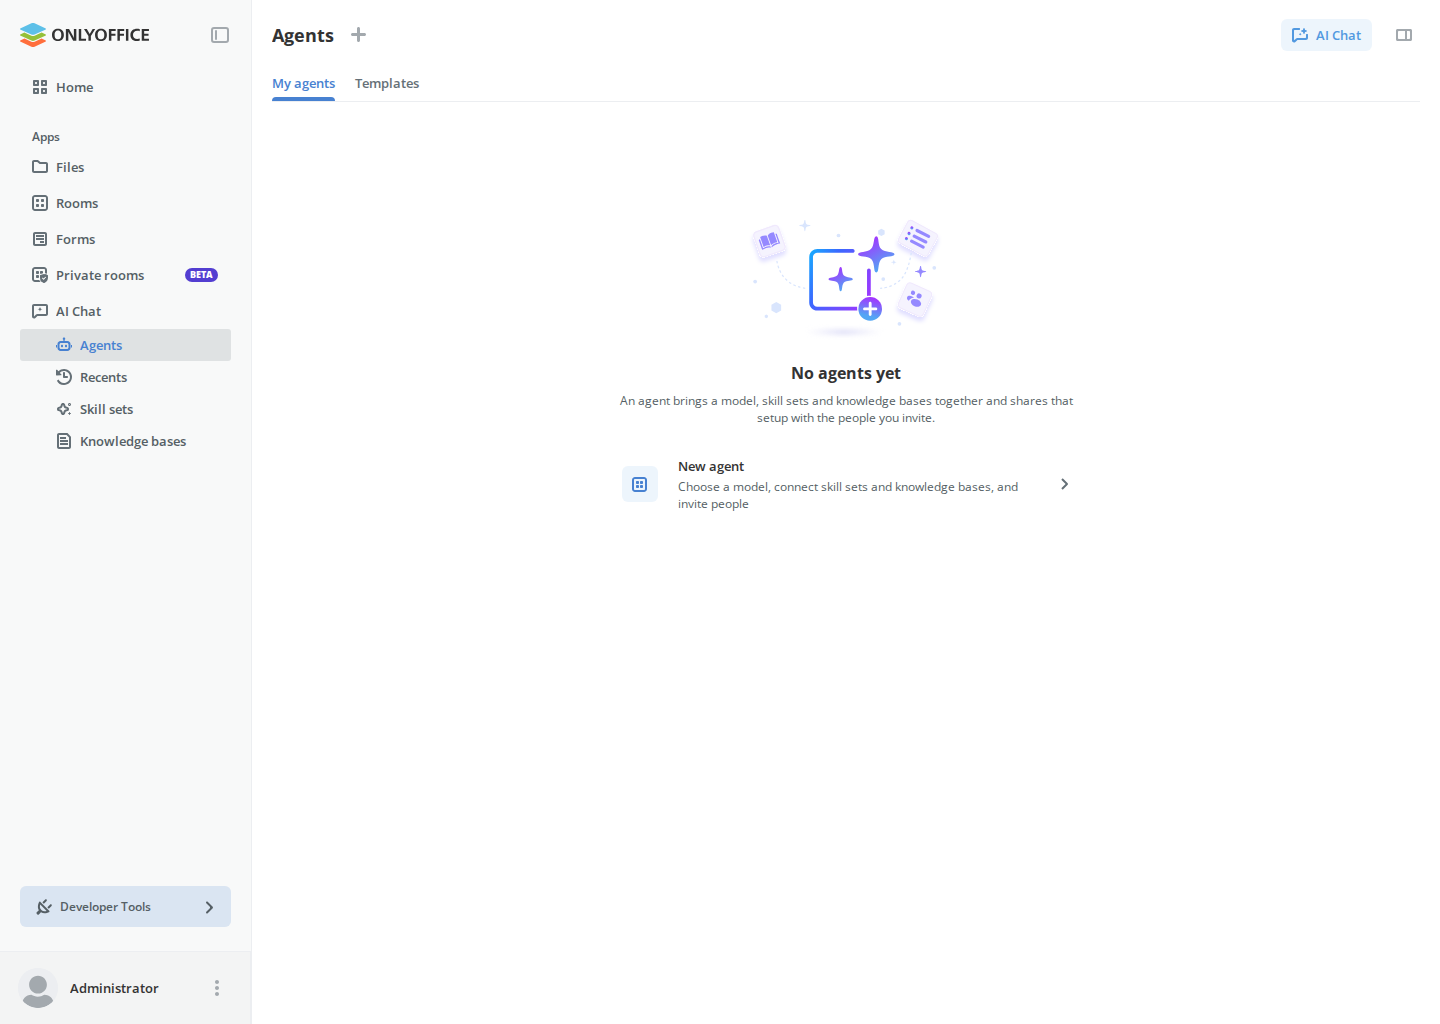 ONLYOFFICE
Home
Apps
Files
Rooms
Forms
Private rooms BETA
AI Chat
Agents
Recents
Skill sets
Knowledge bases
Developer Tools
Administrator
Agents
AI Chat
My agents Templates
No agents yet
An agent brings a model, skill sets and knowledge bases together and shares that
setup with the people you invite.
New agent
Choose a model, connect skill sets and knowledge bases, and
invite people